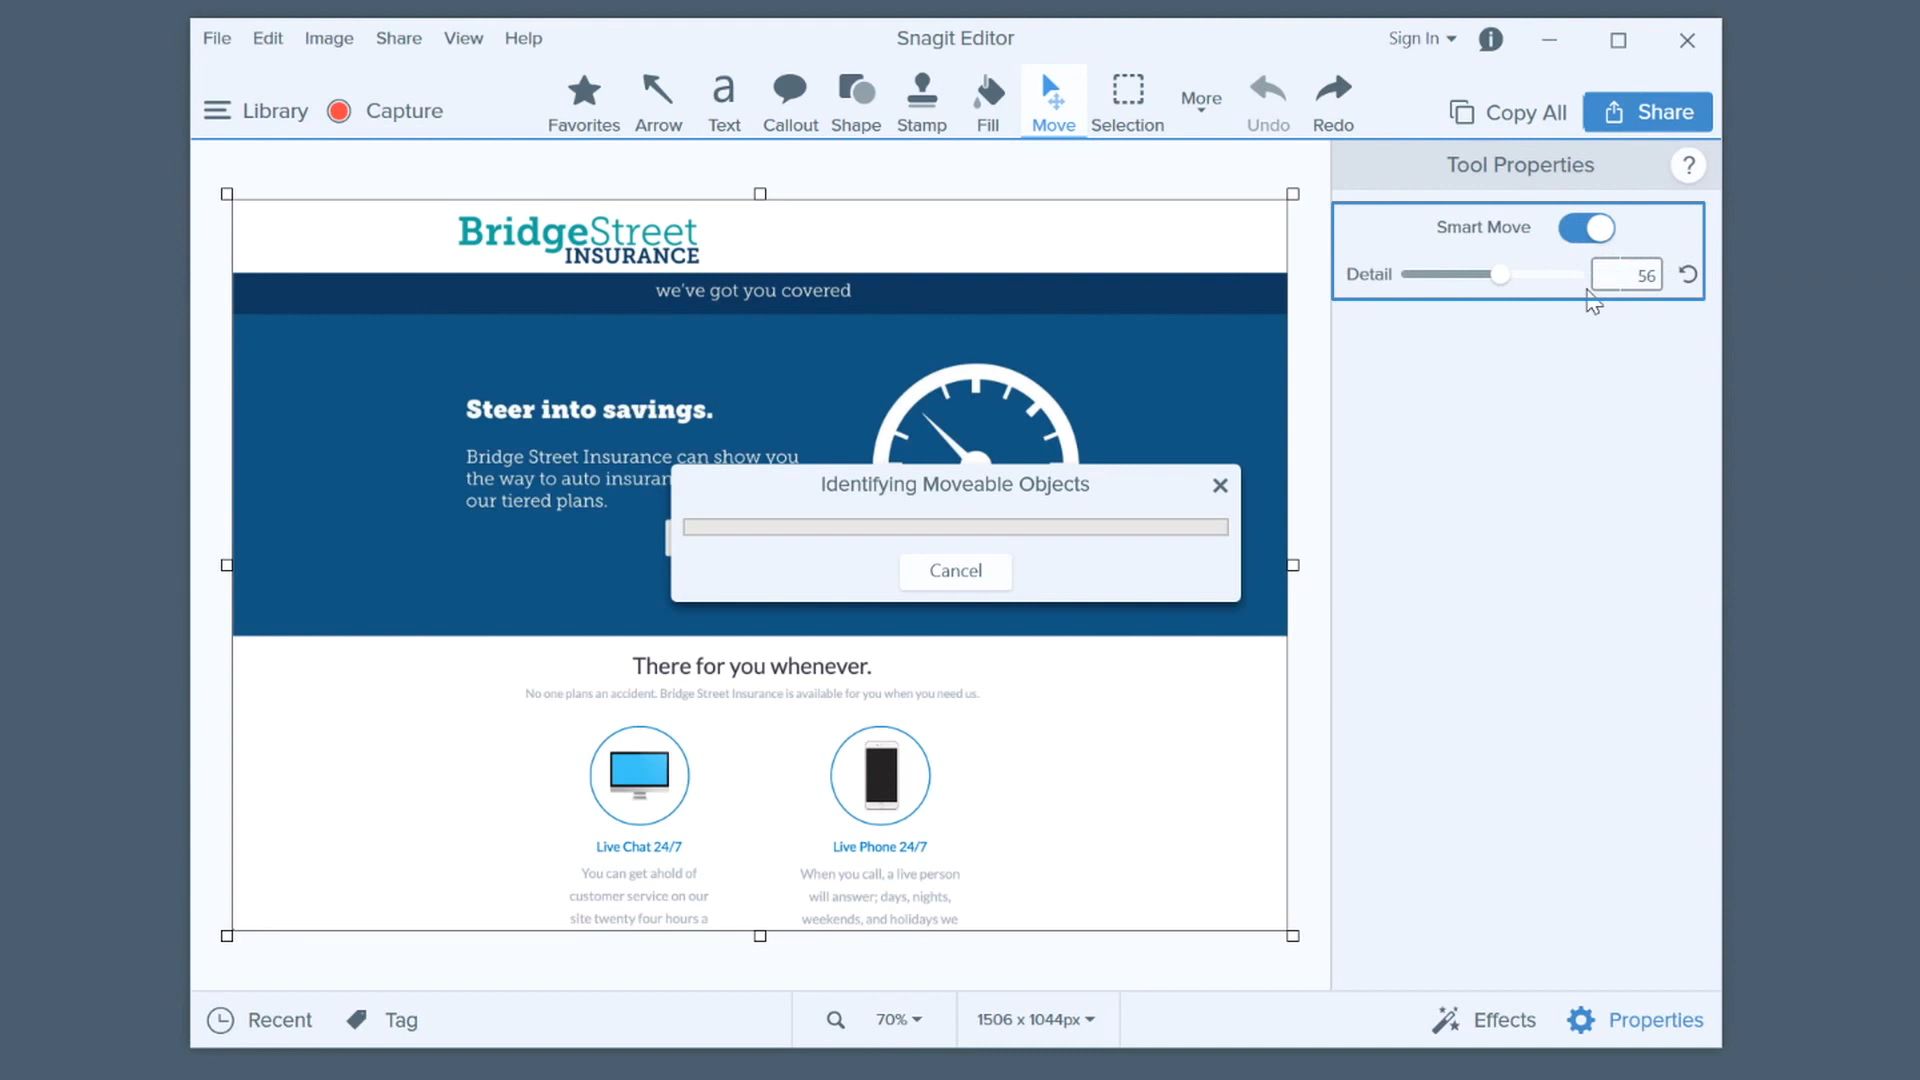 File Edit Image Share View Help
Snagit Editor
Sign In
Library
Capture
Favorites
Arrow
a
Text
Callout
Shape
Stamp
Fill
Move
Selection
More
Undo
Redo
Copy All
Share
Tool Properties
?
Smart Move
Detail
56
BridgeStreet
INSURANCE
we've got you covered
Steer into savings.
Bridge Street Insurance can show you
the way to auto insuran
our tiered plans.
Identifying Moveable Objects
Cancel
There for you whenever.
No one plans an accident. Bridge Street Insurance is available for you when you need us.
Live Chat 24/7
You can get ahold of
customer service on our
site twenty four hours a
Live Phone 24/7
When you call, a live person
will answer; days, nights,
weekends, and holidays we
Recent
Tag
70%
1506 x 1044px
Effects
Properties